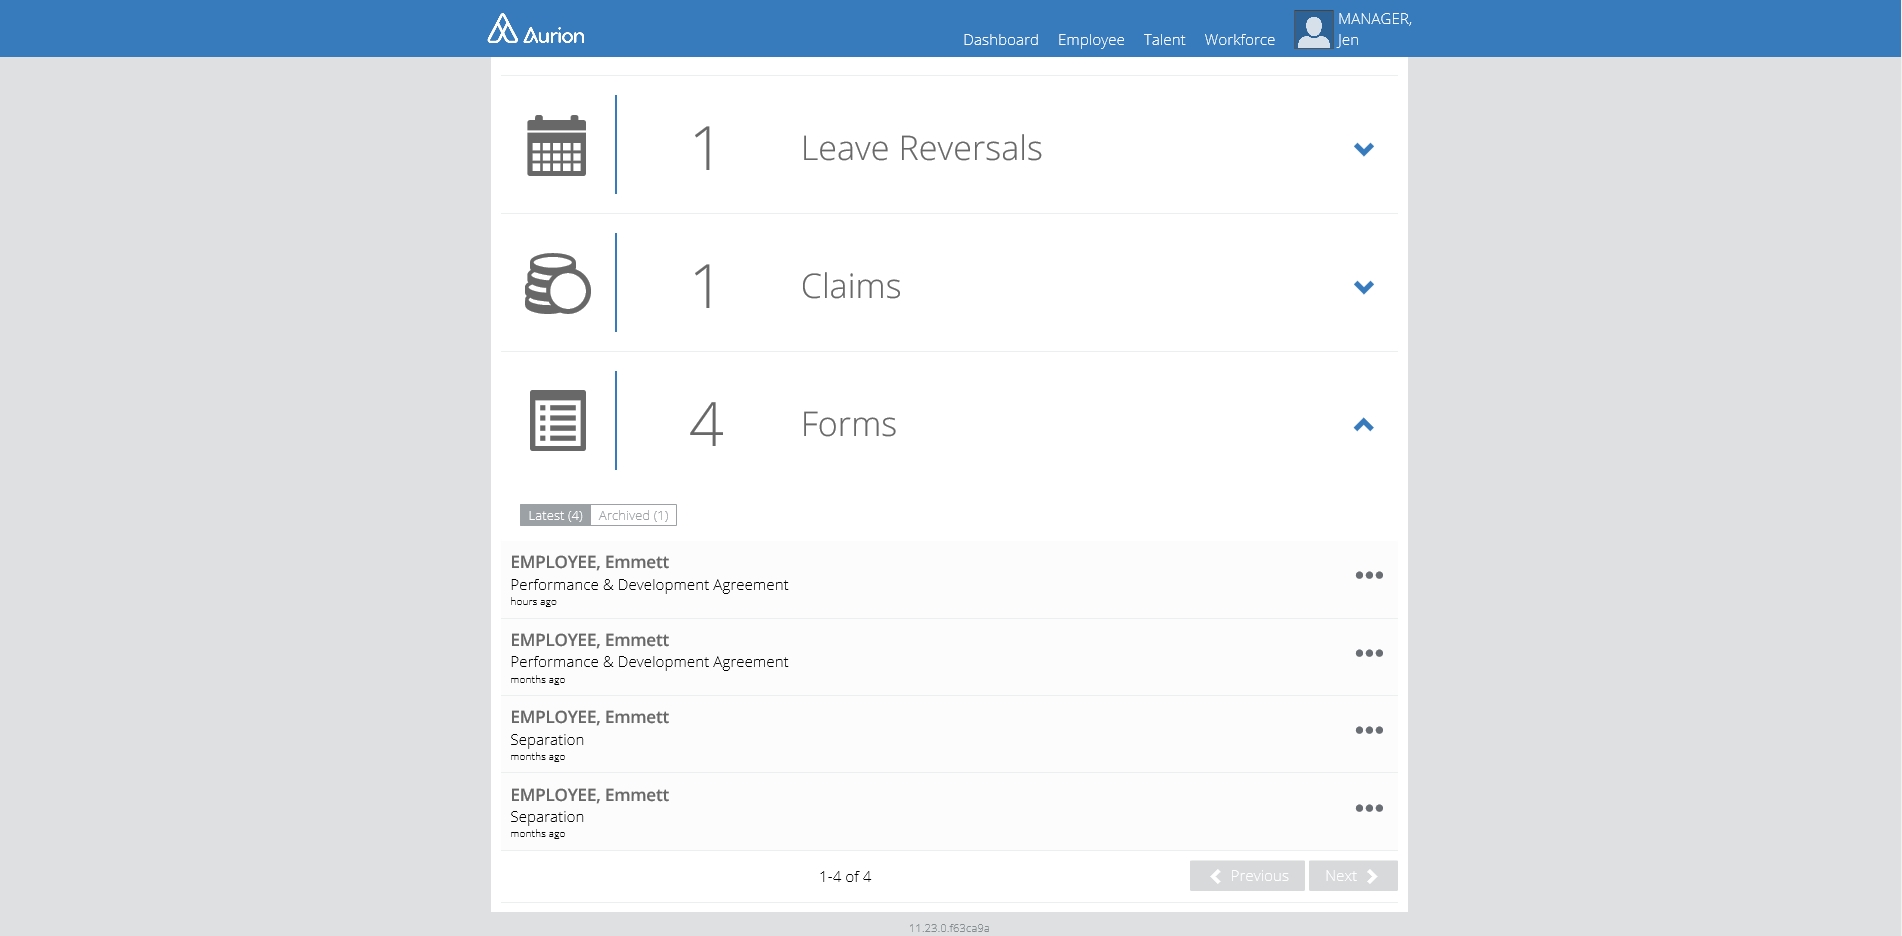 Aurion
Dashboard Employee Talent Workforce
MANAGER,
Jen
1 Leave Reversals
1 Claims
4 Forms
Latest (4) Archived (1)
EMPLOYEE, Emmett
Performance & Development Agreement
hours ago
EMPLOYEE, Emmett
Performance & Development Agreement
months ago
EMPLOYEE, Emmett
Separation
months ago
EMPLOYEE, Emmett
Separation
months ago
1-4 of 4
Previous Next
11.23.0.f63ca9a